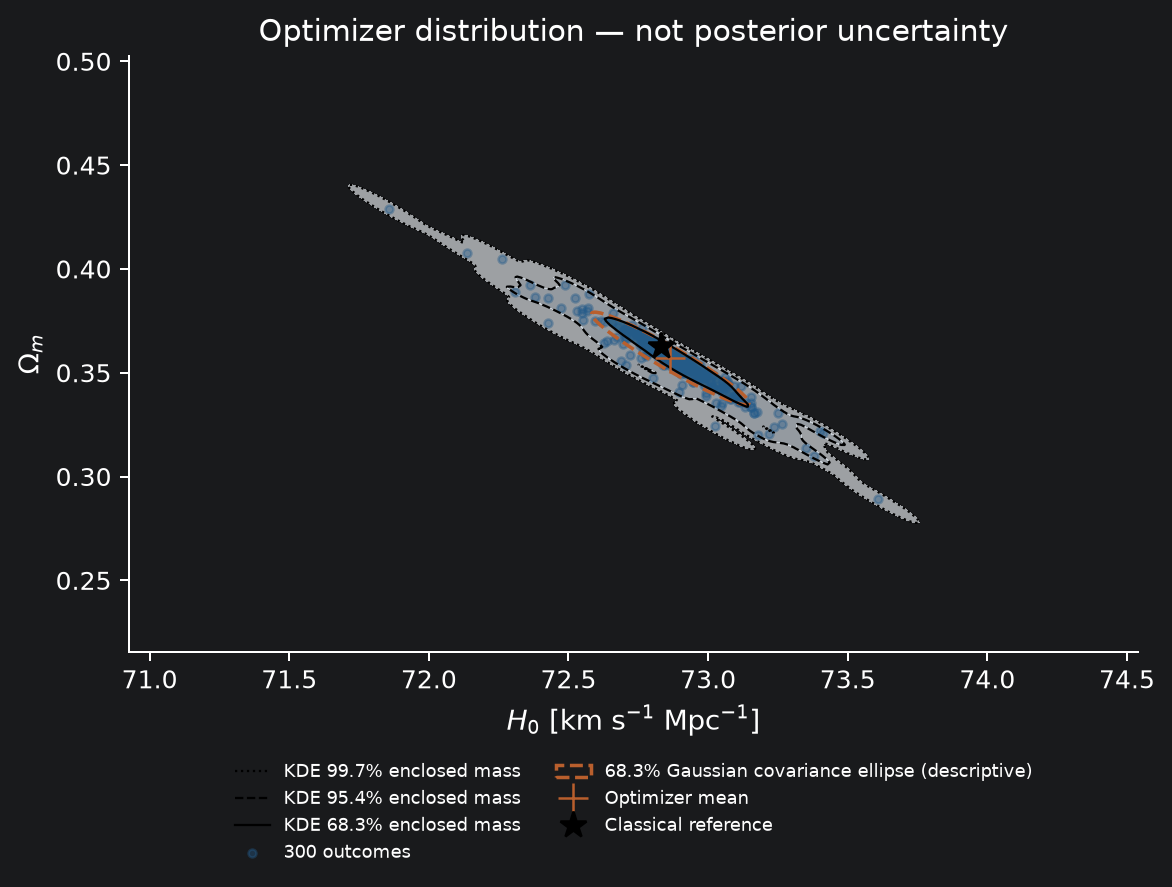 Optimizer distribution — not posterior uncertainty
0.50
0.45
0.40
0.35
0.30
0.25
Ωₘ
71.0 71.5 72.0 72.5 73.0 73.5 74.0 74.5
H₀ [km s⁻¹ Mpc⁻¹]
KDE 99.7% enclosed mass
KDE 95.4% enclosed mass
KDE 68.3% enclosed mass
300 outcomes
68.3% Gaussian covariance ellipse (descriptive)
Optimizer mean
Classical reference